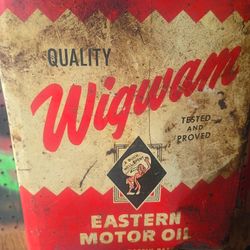 QUALITY
Wigwam
TESTED
AND
PROVED
EASTERN
MOTOR OIL